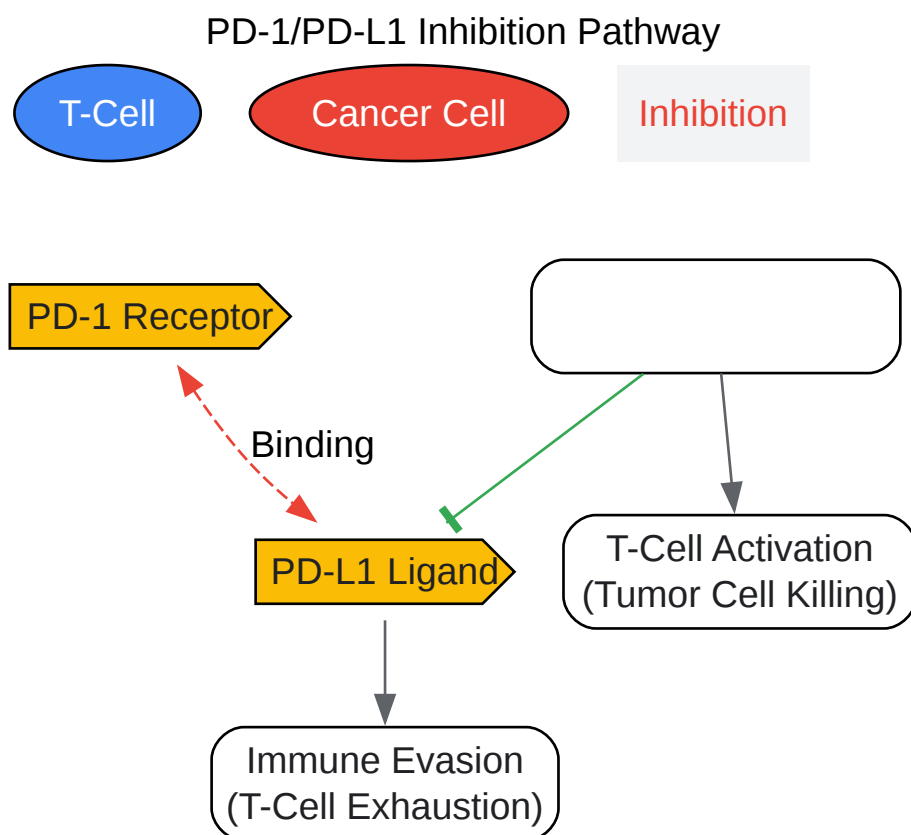 PD-1/PD-L1 Inhibition Pathway
T-Cell
Cancer Cell
Inhibition
PD-1 Receptor
Binding
PD-L1 Ligand
T-Cell Activation
(Tumor Cell Killing)
Immune Evasion
(T-Cell Exhaustion)